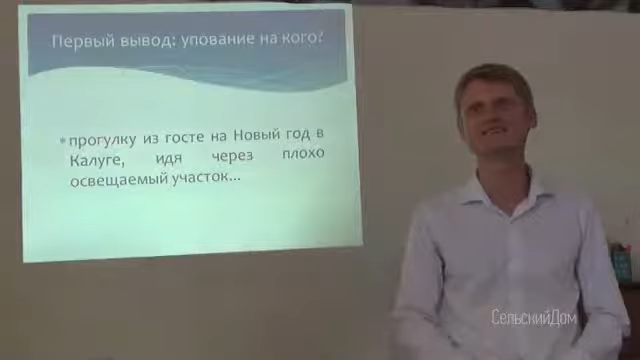 Первый вывод: упование на кого?
прогулку из госте на Новый год в
Калуге, идя через плохо
освещаемый участок...
СельскийДом